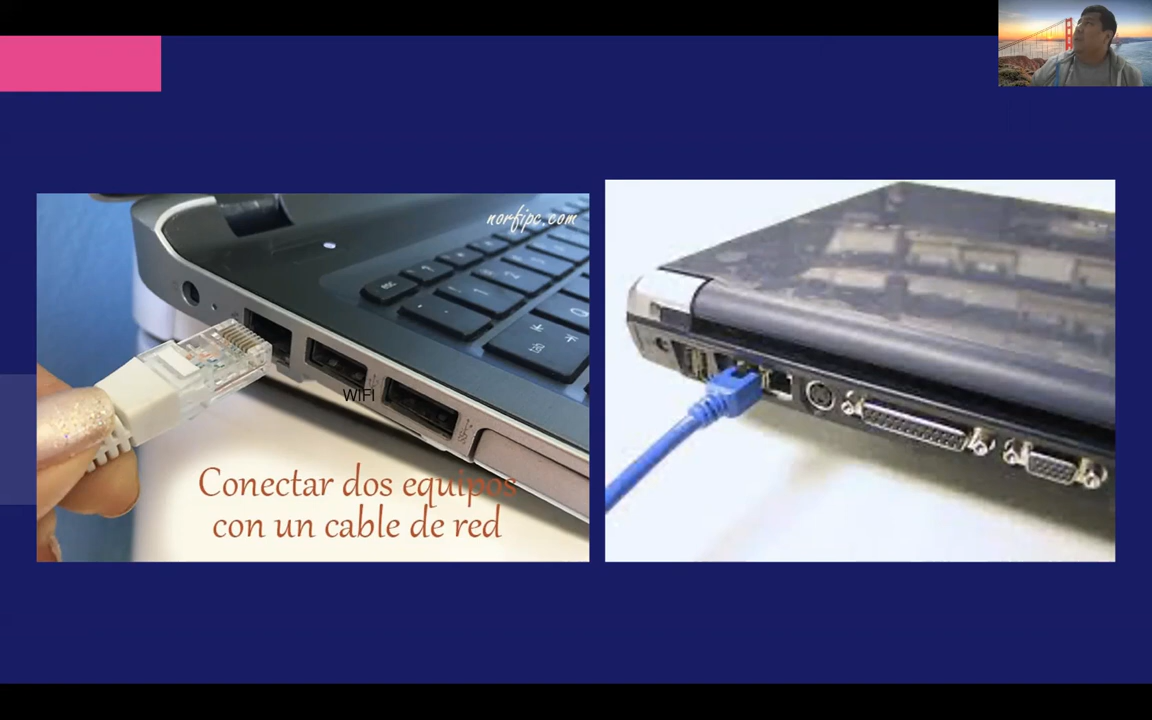 norfipc.com
WIFI
Conectar dos equipos
con un cable de red